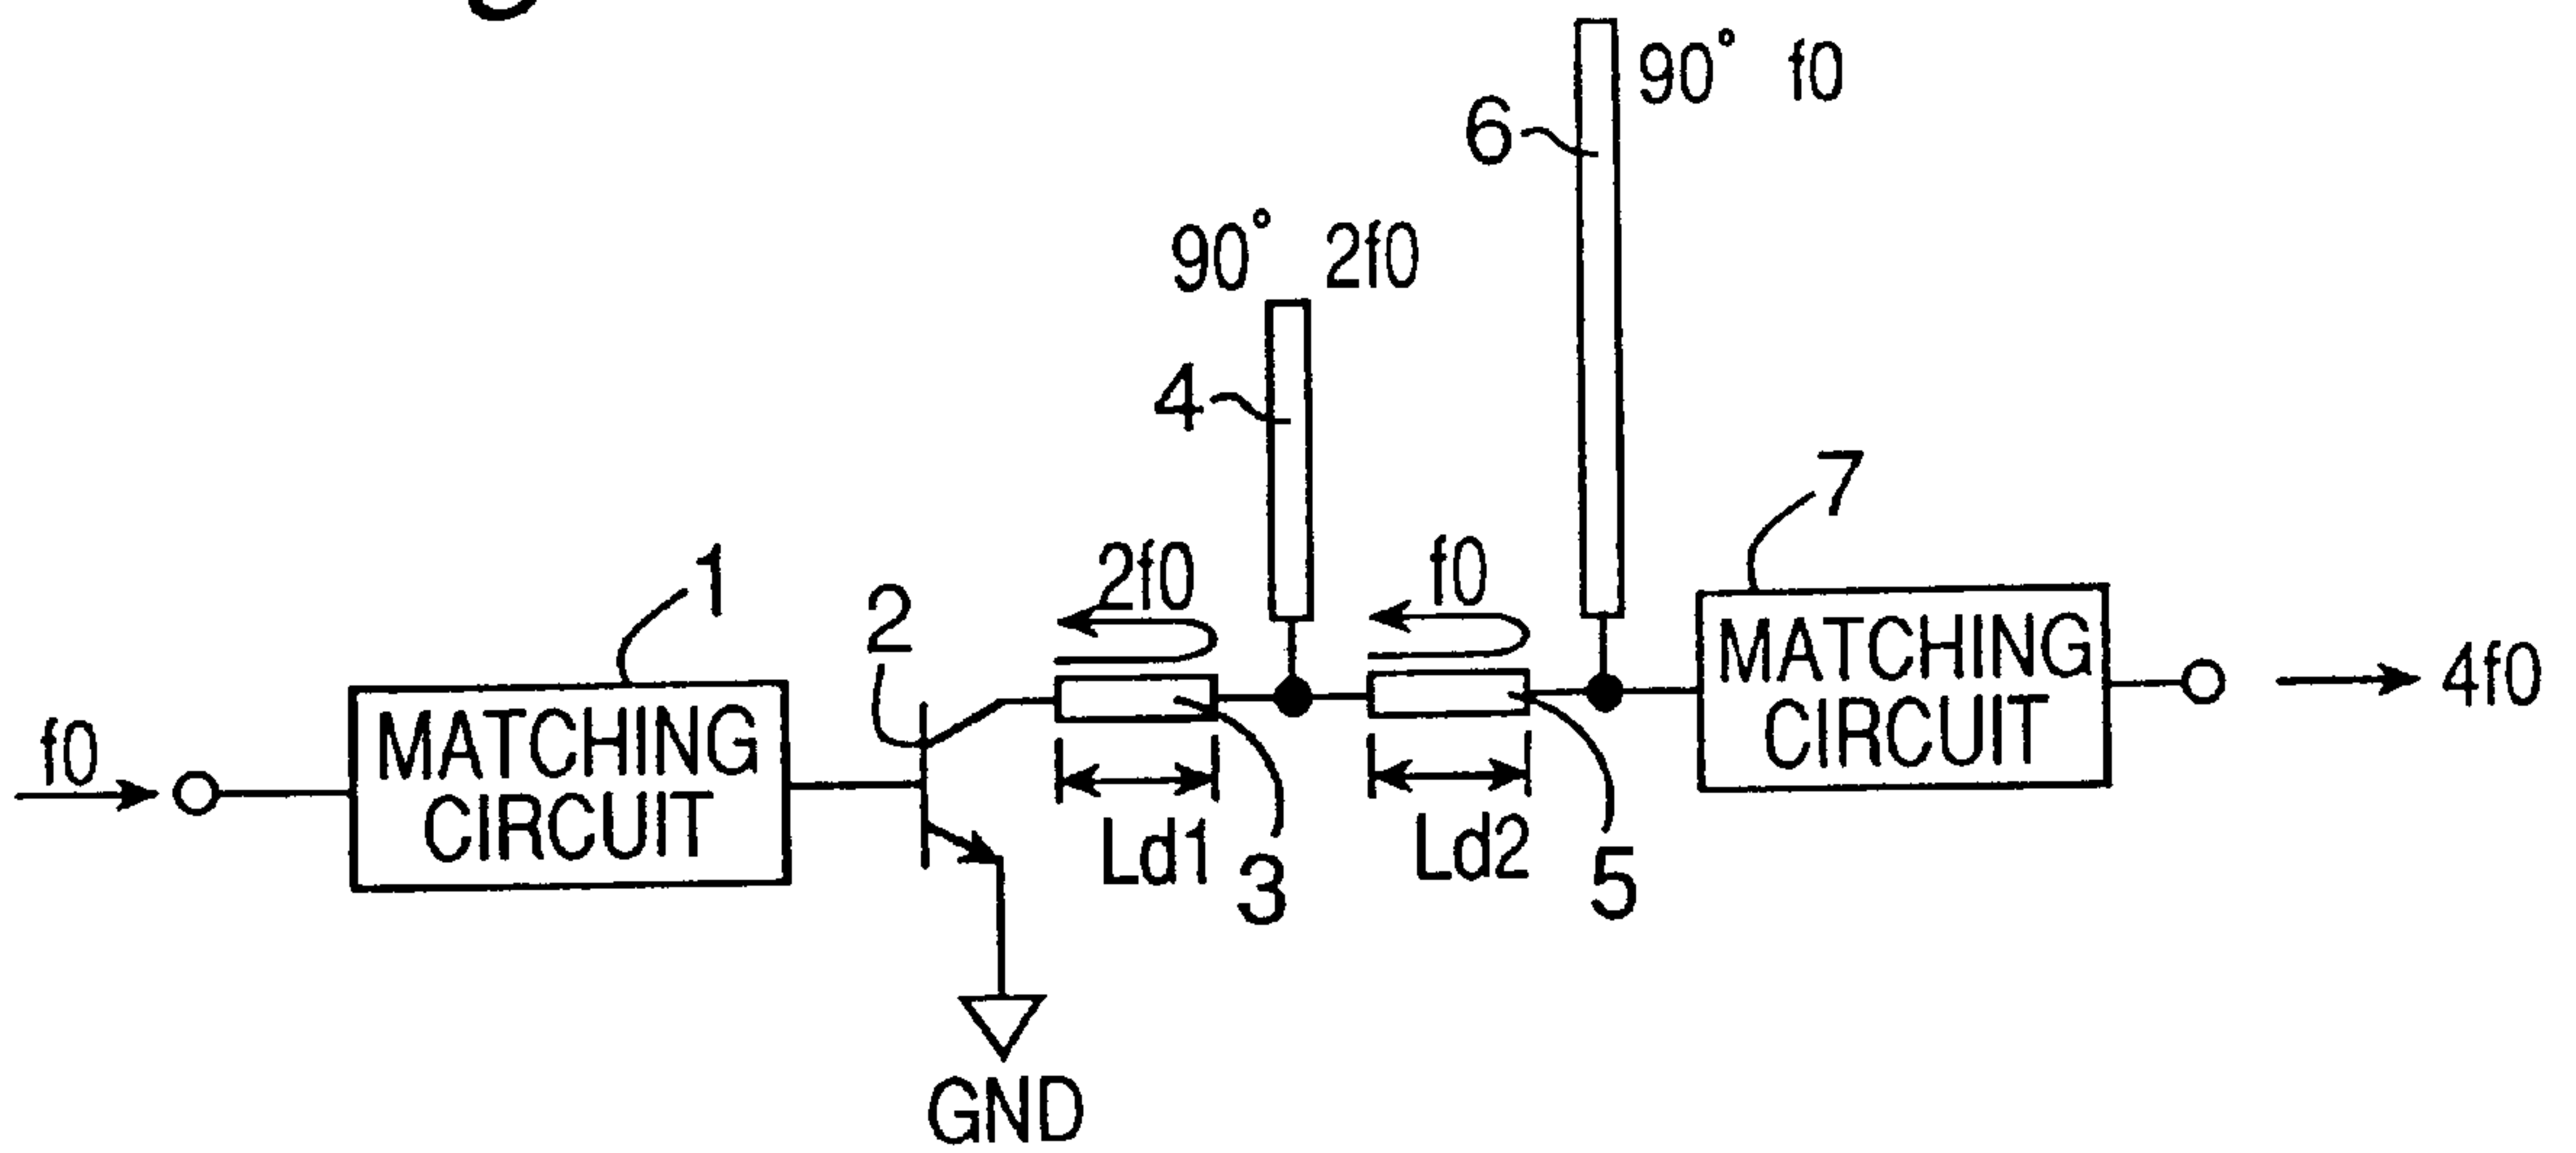 90° f0
6
90° 2f0
4
7
1
2
2f0
f0
MATCHING
CIRCUIT
MATCHING
CIRCUIT
f0
4f0
Ld1
3
Ld2
5
GND